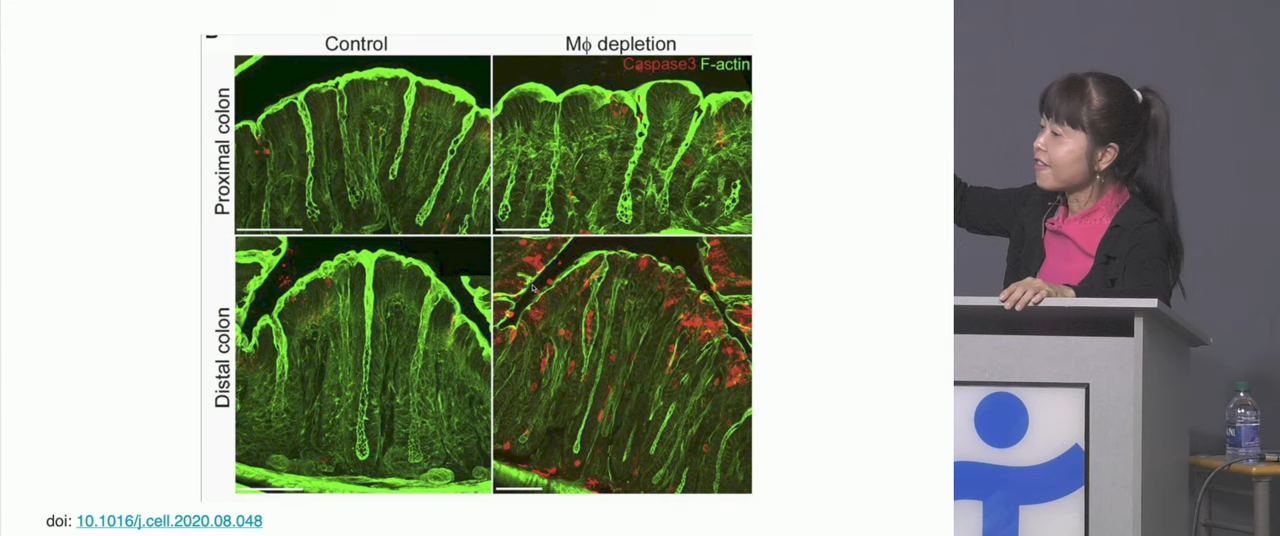 Control
Mϕ depletion
Caspase3 F-actin
Proximal colon
Distal colon
doi: 10.1016/j.cell.2020.08.048